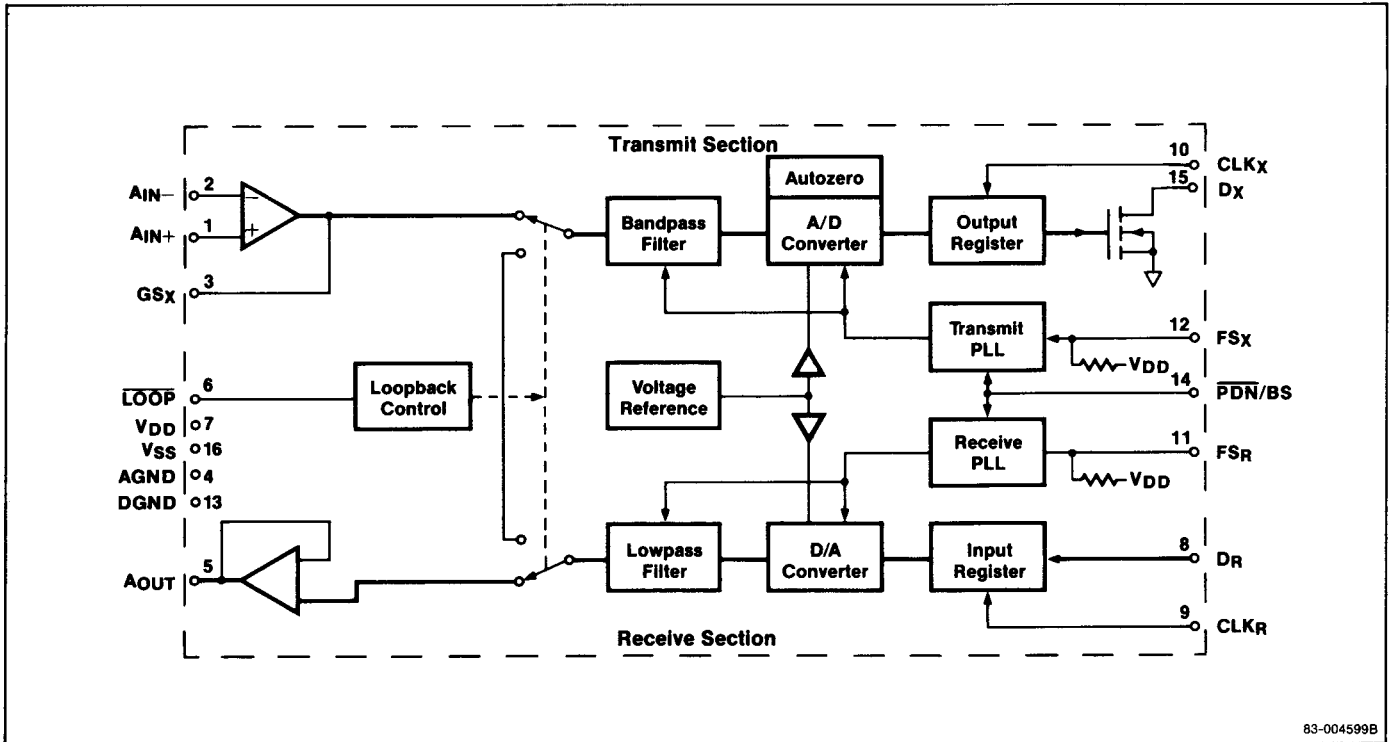 Transmit Section
10
CLKX
15
DX
2
AIN−
−
1
AIN+
+
3
GSX
Bandpass
Filter
Autozero
A/D
Converter
Output
Register
Transmit
PLL
12
FSX
VDD
14
PDN/BS
6
LOOP
Loopback
Control
Voltage
Reference
VDD
7
VSS
16
AGND
4
DGND
13
Receive
PLL
11
FSR
VDD
5
AOUT
Lowpass
Filter
D/A
Converter
Input
Register
8
DR
9
CLKR
Receive Section
83-004599B